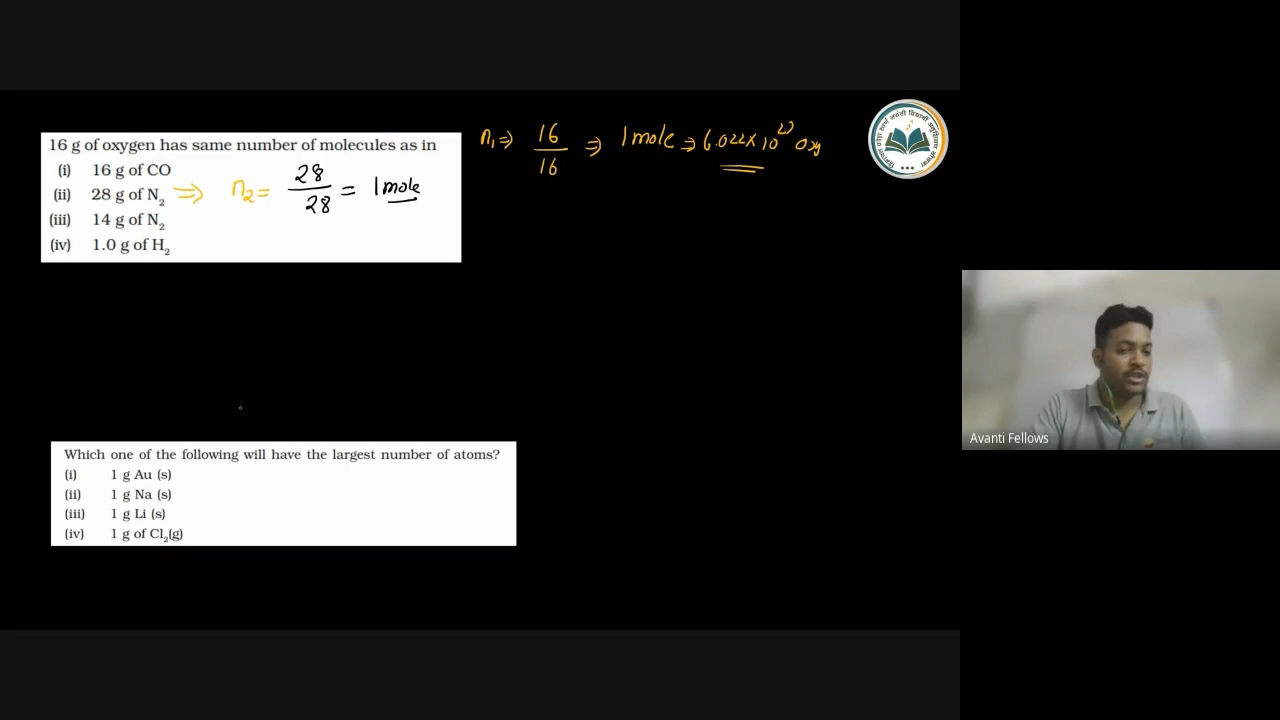 16 g of oxygen has same number of molecules as in
(i) 16 g of CO
(ii) 28 g of N₂ ⇒ n₂ = 28/28 = 1 mole
(iii) 14 g of N₂
(iv) 1.0 g of H₂
n₁ ⇒ 16/16 ⇒ 1 mole ⇒ 6.022 × 10²³ oxy
Avanti Fellows
Which one of the following will have the largest number of atoms?
(i) 1 g Au (s)
(ii) 1 g Na (s)
(iii) 1 g Li (s)
(iv) 1 g of Cl₂(g)